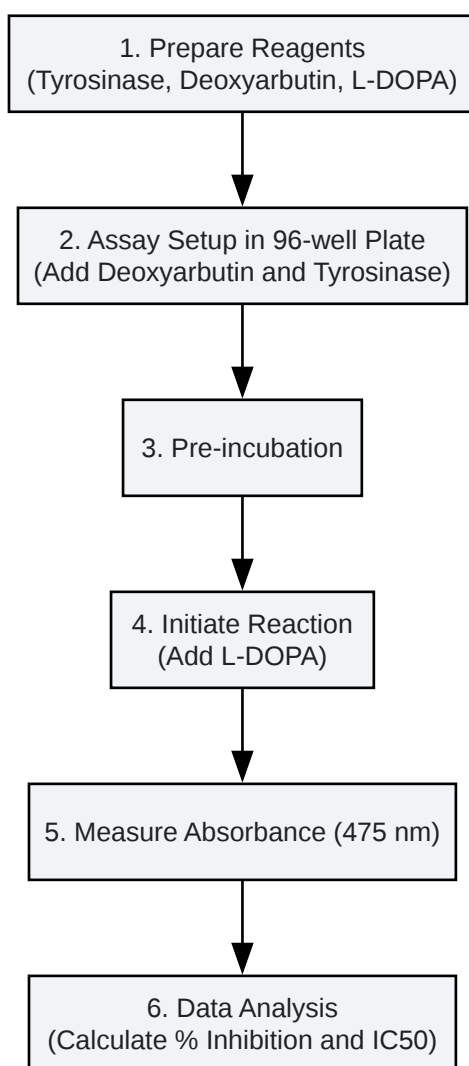 1. Prepare Reagents
(Tyrosinase, Deoxyarbutin, L-DOPA)
2. Assay Setup in 96-well Plate
(Add Deoxyarbutin and Tyrosinase)
3. Pre-incubation
4. Initiate Reaction
(Add L-DOPA)
5. Measure Absorbance (475 nm)
6. Data Analysis
(Calculate % Inhibition and IC50)